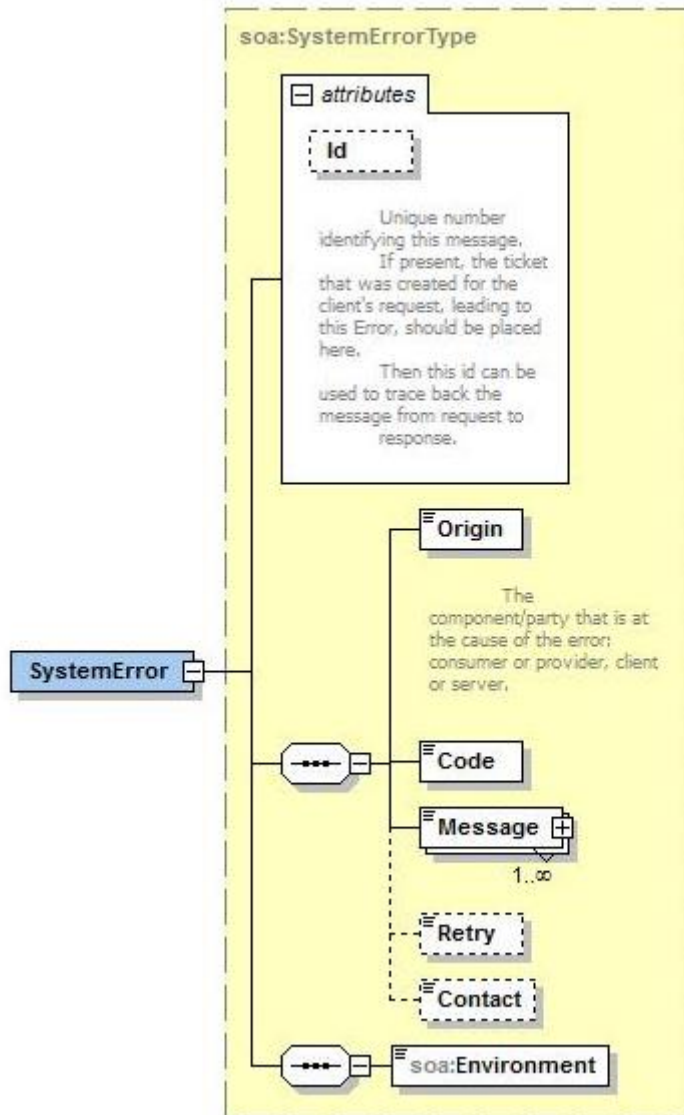 soa:SystemErrorType
attributes
Id
Unique number
identifying this message.
If present, the ticket
that was created for the
client's request, leading to
this Error, should be placed
here.
Then this id can be
used to trace back the
message from request to
response.
Origin
The
component/party that is at
the cause of the error:
consumer or provider, client
or server.
SystemError
Code
Message
1..∞
Retry
Contact
soa:Environment